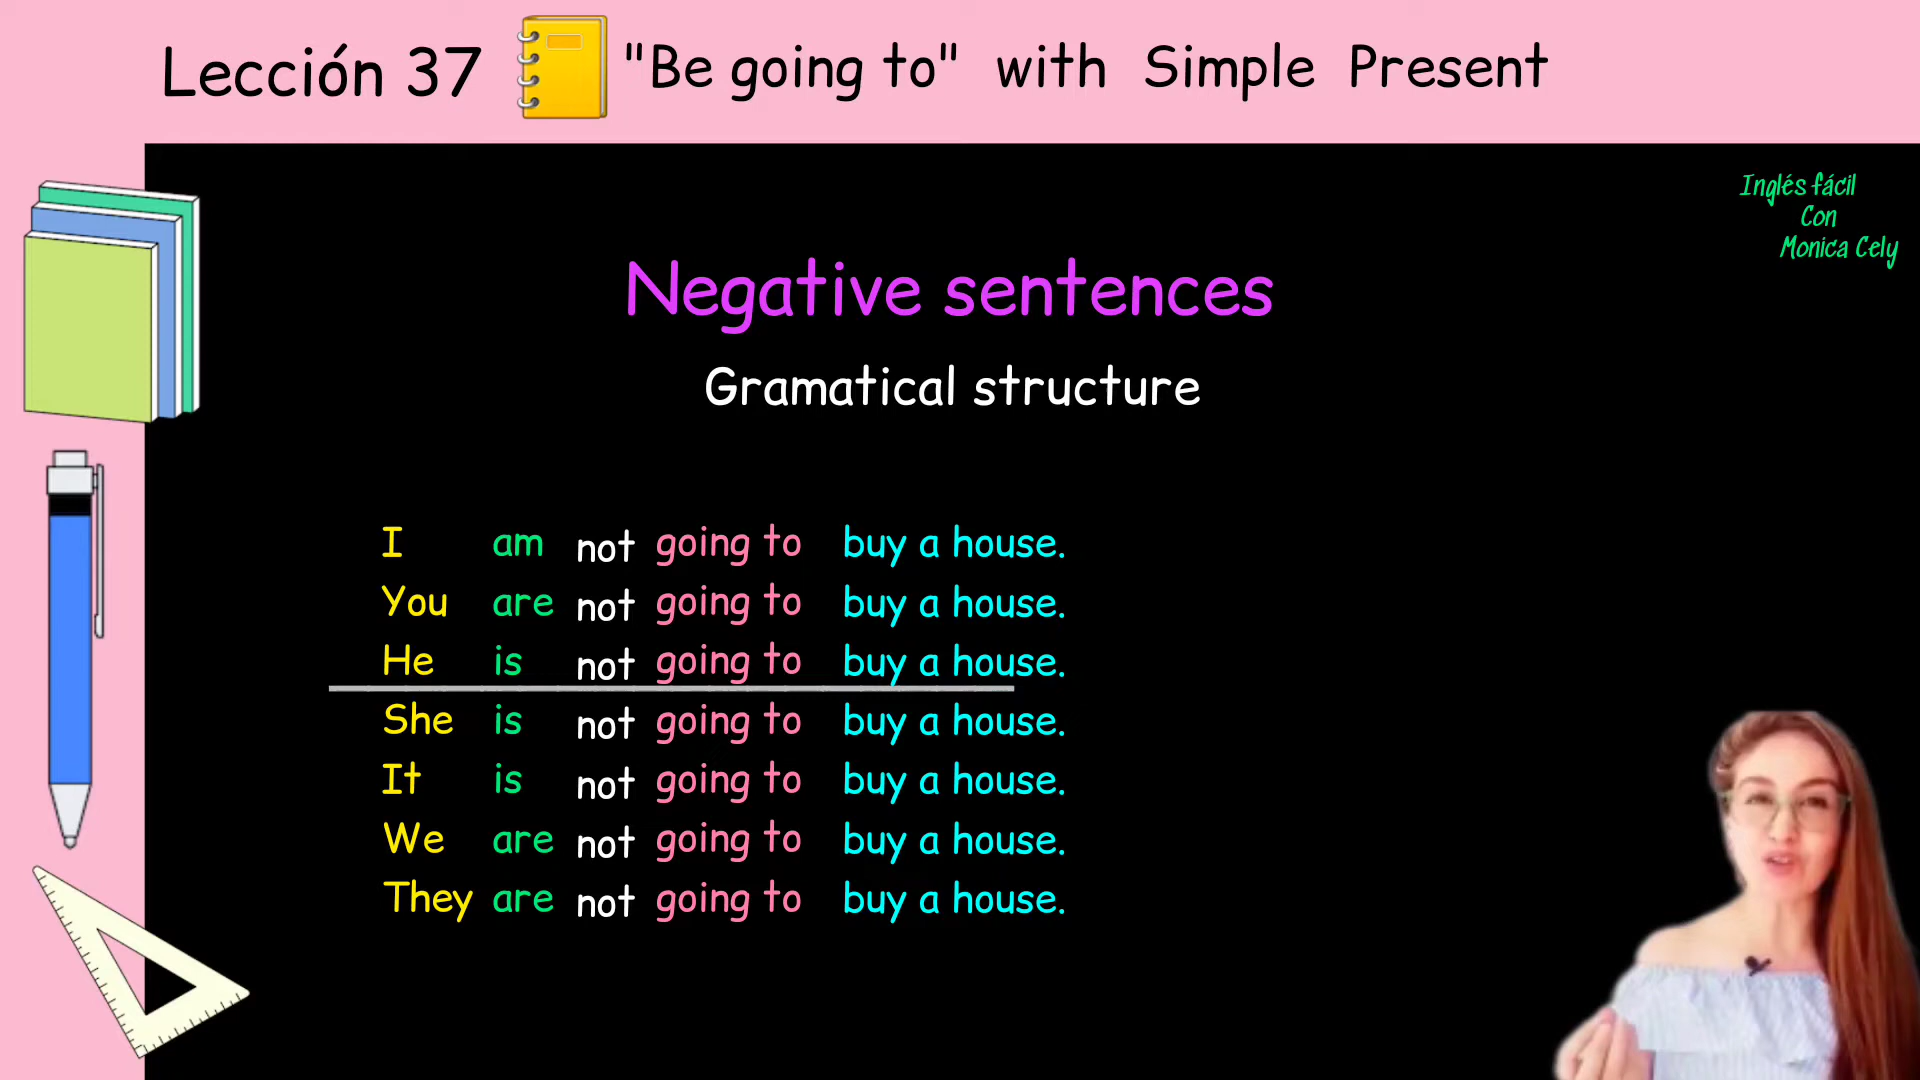 Lección 37 "Be going to" with Simple Present
Inglés fácil
Con
Monica Cely
Negative sentences
Gramatical structure
I am not going to buy a house.
You are not going to buy a house.
He is not going to buy a house.
She is not going to buy a house.
It is not going to buy a house.
We are not going to buy a house.
They are not going to buy a house.